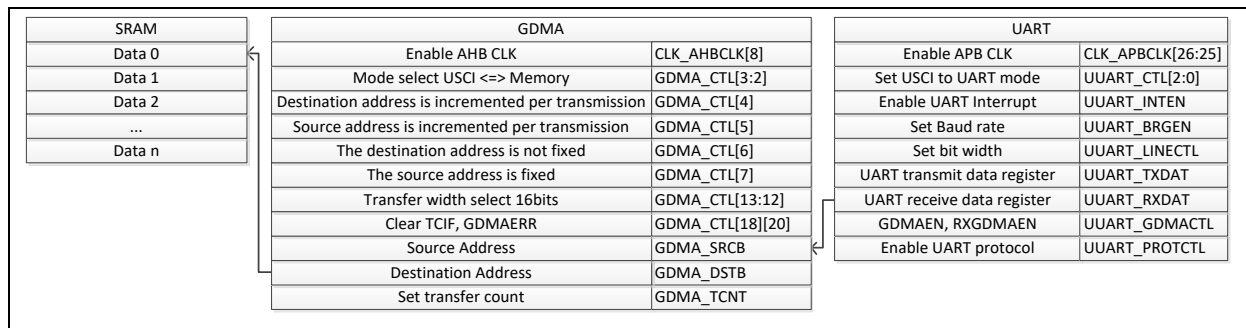 SRAM
Data 0
Data 1
Data 2
...
Data n
GDMA
Enable AHB CLK CLK_AHBCLK[8]
Mode select USCI <=> Memory GDMA_CTL[3:2]
Destination address is incremented per transmission GDMA_CTL[4]
Source address is incremented per transmission GDMA_CTL[5]
The destination address is not fixed GDMA_CTL[6]
The source address is fixed GDMA_CTL[7]
Transfer width select 16bits GDMA_CTL[13:12]
Clear TCIF, GDMAERR GDMA_CTL[18][20]
Source Address GDMA_SRCB
Destination Address GDMA_DSTB
Set transfer count GDMA_TCNT
UART
Enable APB CLK CLK_APBCLK[26:25]
Set USCI to UART mode UUART_CTL[2:0]
Enable UART Interrupt UUART_INTEN
Set Baud rate UUART_BRGEN
Set bit width UUART_LINECTL
UART transmit data register UUART_TXDAT
UART receive data register UUART_RXDAT
GDMAEN, RXGDMAEN UUART_GDMACTL
Enable UART protocol UUART_PROTCTL